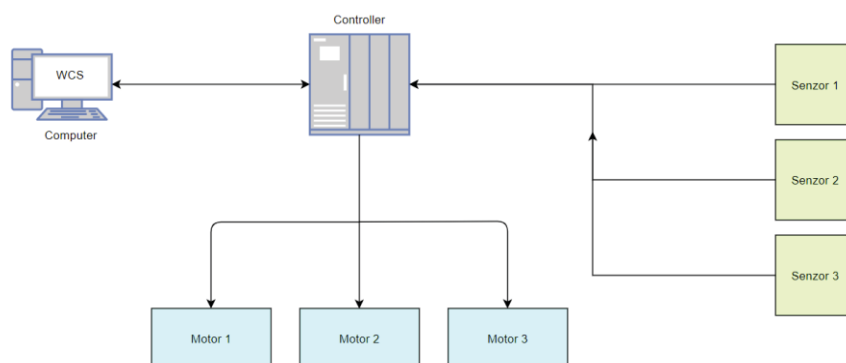 Controller
WCS
Computer
Senzor 1
Senzor 2
Senzor 3
Motor 1
Motor 2
Motor 3